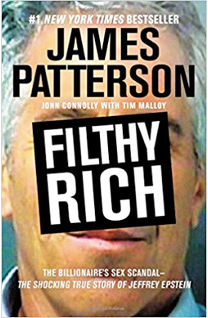 #1 NEW YORK TIMES BESTSELLER
JAMES
PATTERSON
JOHN CONNOLLY WITH TIM MALLOY
FILTHY
RICH
THE BILLIONAIRE'S SEX SCANDAL–
THE SHOCKING TRUE STORY OF JEFFREY EPSTEIN